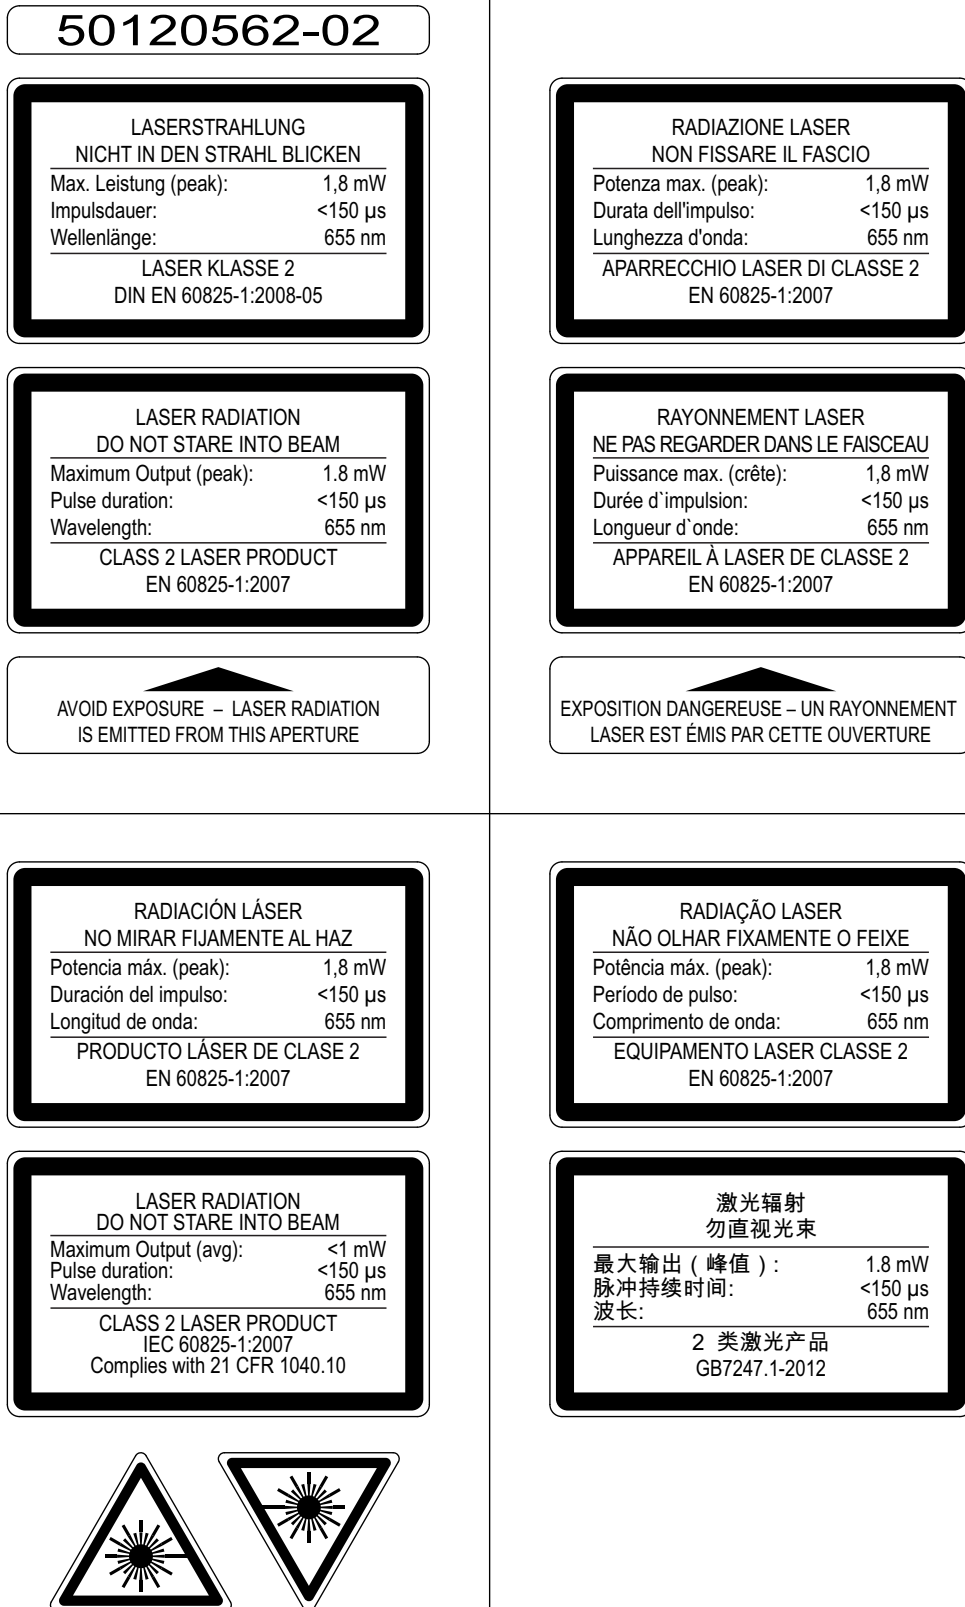 50120562-02
LASERSTRAHLUNG
NICHT IN DEN STRAHL BLICKEN
Max. Leistung (peak): 1,8 mW
Impulsdauer: <150 µs
Wellenlänge: 655 nm
LASER KLASSE 2
DIN EN 60825-1:2008-05
LASER RADIATION
DO NOT STARE INTO BEAM
Maximum Output (peak): 1.8 mW
Pulse duration: <150 µs
Wavelength: 655 nm
CLASS 2 LASER PRODUCT
EN 60825-1:2007
AVOID EXPOSURE – LASER RADIATION
IS EMITTED FROM THIS APERTURE
RADIAZIONE LASER
NON FISSARE IL FASCIO
Potenza max. (peak): 1,8 mW
Durata dell'impulso: <150 µs
Lunghezza d'onda: 655 nm
APARRECCHIO LASER DI CLASSE 2
EN 60825-1:2007
RAYONNEMENT LASER
NE PAS REGARDER DANS LE FAISCEAU
Puissance max. (crête): 1,8 mW
Durée d`impulsion: <150 µs
Longueur d`onde: 655 nm
APPAREIL À LASER DE CLASSE 2
EN 60825-1:2007
EXPOSITION DANGEREUSE – UN RAYONNEMENT
LASER EST ÉMIS PAR CETTE OUVERTURE
RADIACIÓN LÁSER
NO MIRAR FIJAMENTE AL HAZ
Potencia máx. (peak): 1,8 mW
Duración del impulso: <150 µs
Longitud de onda: 655 nm
PRODUCTO LÁSER DE CLASE 2
EN 60825-1:2007
LASER RADIATION
DO NOT STARE INTO BEAM
Maximum Output (avg): <1 mW
Pulse duration: <150 µs
Wavelength: 655 nm
CLASS 2 LASER PRODUCT
IEC 60825-1:2007
Complies with 21 CFR 1040.10
RADIAÇÃO LASER
NÃO OLHAR FIXAMENTE O FEIXE
Potência máx. (peak): 1,8 mW
Período de pulso: <150 µs
Comprimento de onda: 655 nm
EQUIPAMENTO LASER CLASSE 2
EN 60825-1:2007
激光辐射
勿直视光束
最大输出（峰值）: 1.8 mW
脉冲持续时间: <150 µs
波长: 655 nm
2 类激光产品
GB7247.1-2012